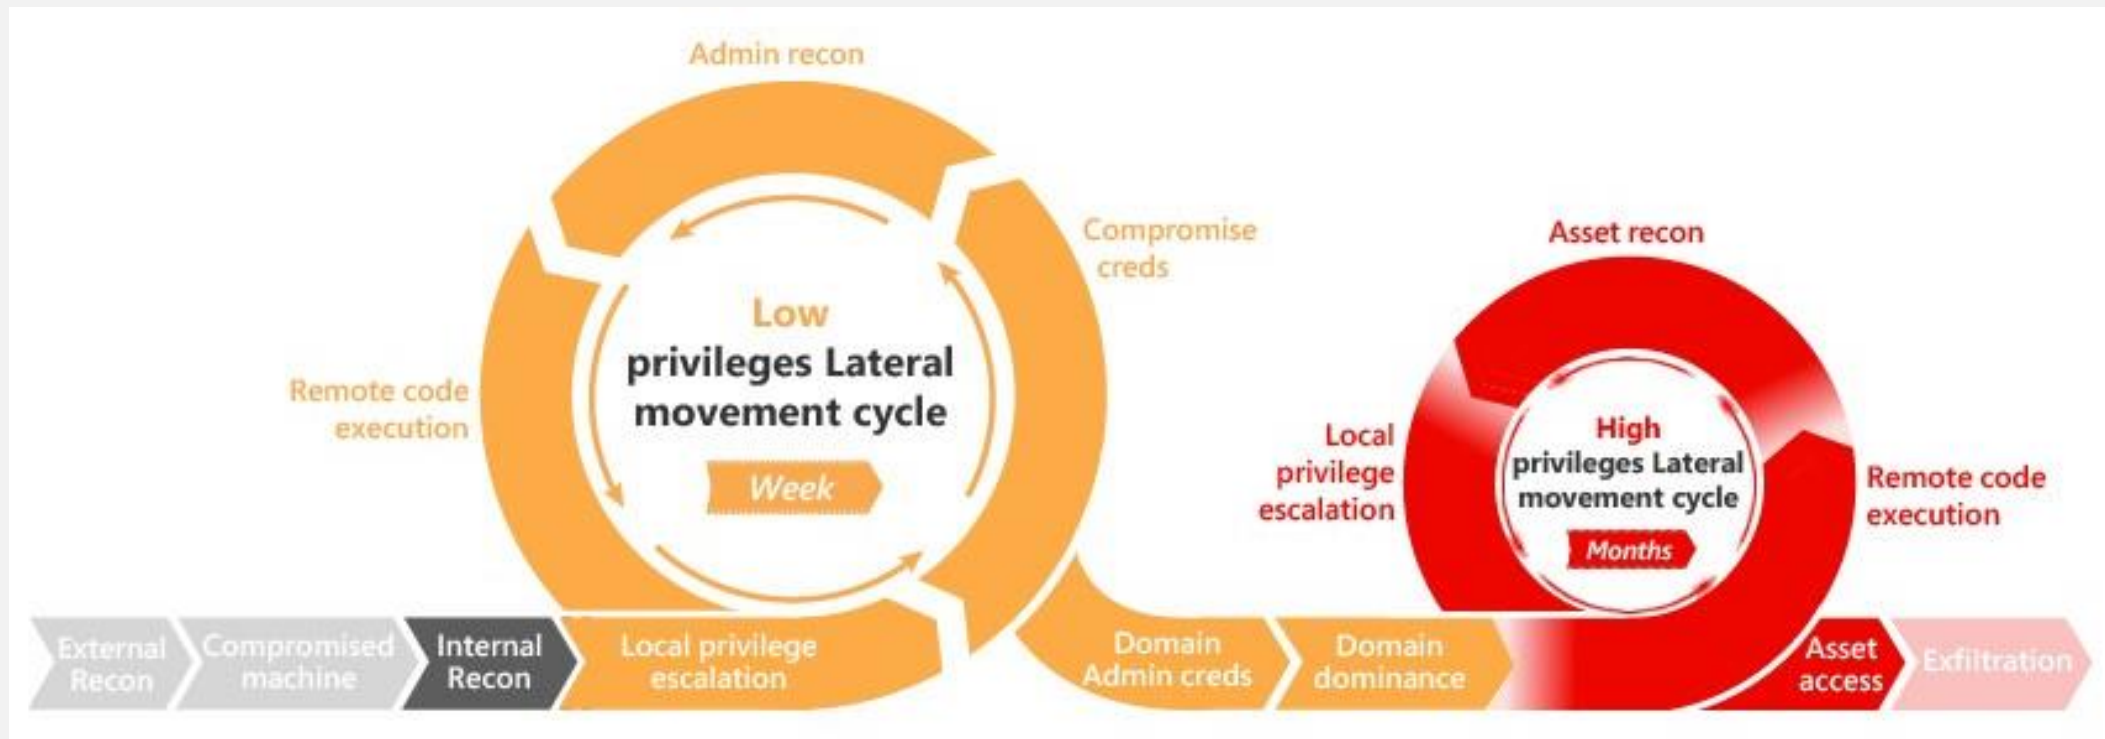 Admin recon
Compromise
creds
Remote code
execution
Low
privileges Lateral
movement cycle
Week
Asset recon
Local
privilege
escalation
High
privileges Lateral
movement cycle
Months
Remote code
execution
External
Recon
Compromised
machine
Internal
Recon
Local privilege
escalation
Domain
Admin creds
Domain
dominance
Asset
access
Exfiltration